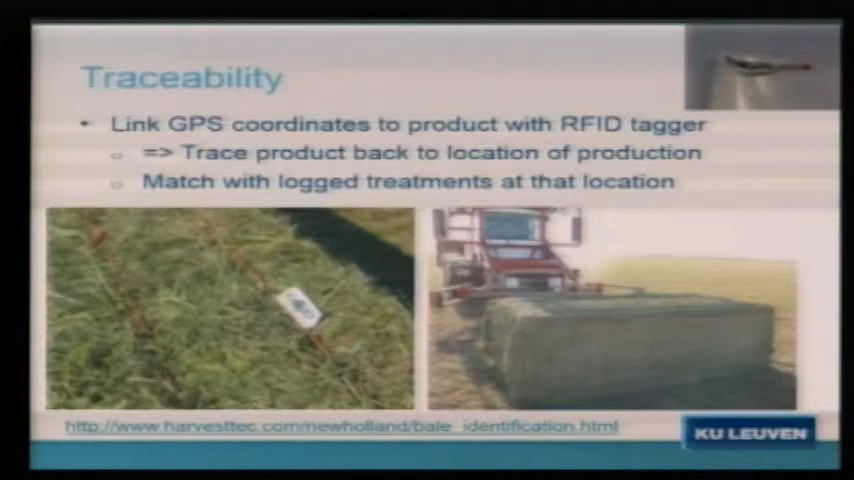 Traceability
• Link GPS coordinates to product with RFID tagger
○ => Trace product back to location of production
○ Match with logged treatments at that location
http://www.harvesttec.com/newholland/bale_identification.html
KU LEUVEN